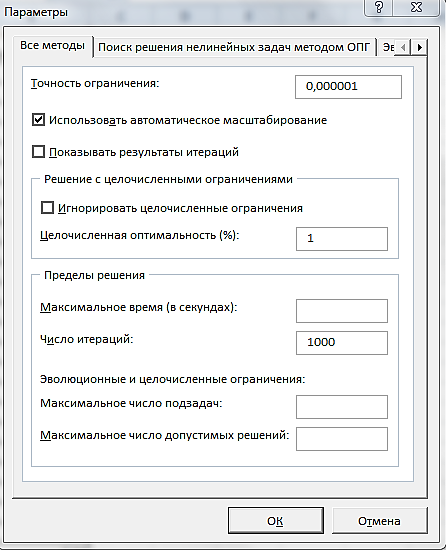 Параметры
Все методы
Поиск решения нелинейных задач методом ОПГ
Эв
Точность ограничения:
0,000001
Использовать автоматическое масштабирование
Показывать результаты итераций
Решение с целочисленными ограничениями
Игнорировать целочисленные ограничения
Целочисленная оптимальность (%):
1
Пределы решения
Максимальное время (в секундах):
Число итераций:
1000
Эволюционные и целочисленные ограничения:
Максимальное число подзадач:
Максимальное число допустимых решений:
ОК
Отмена